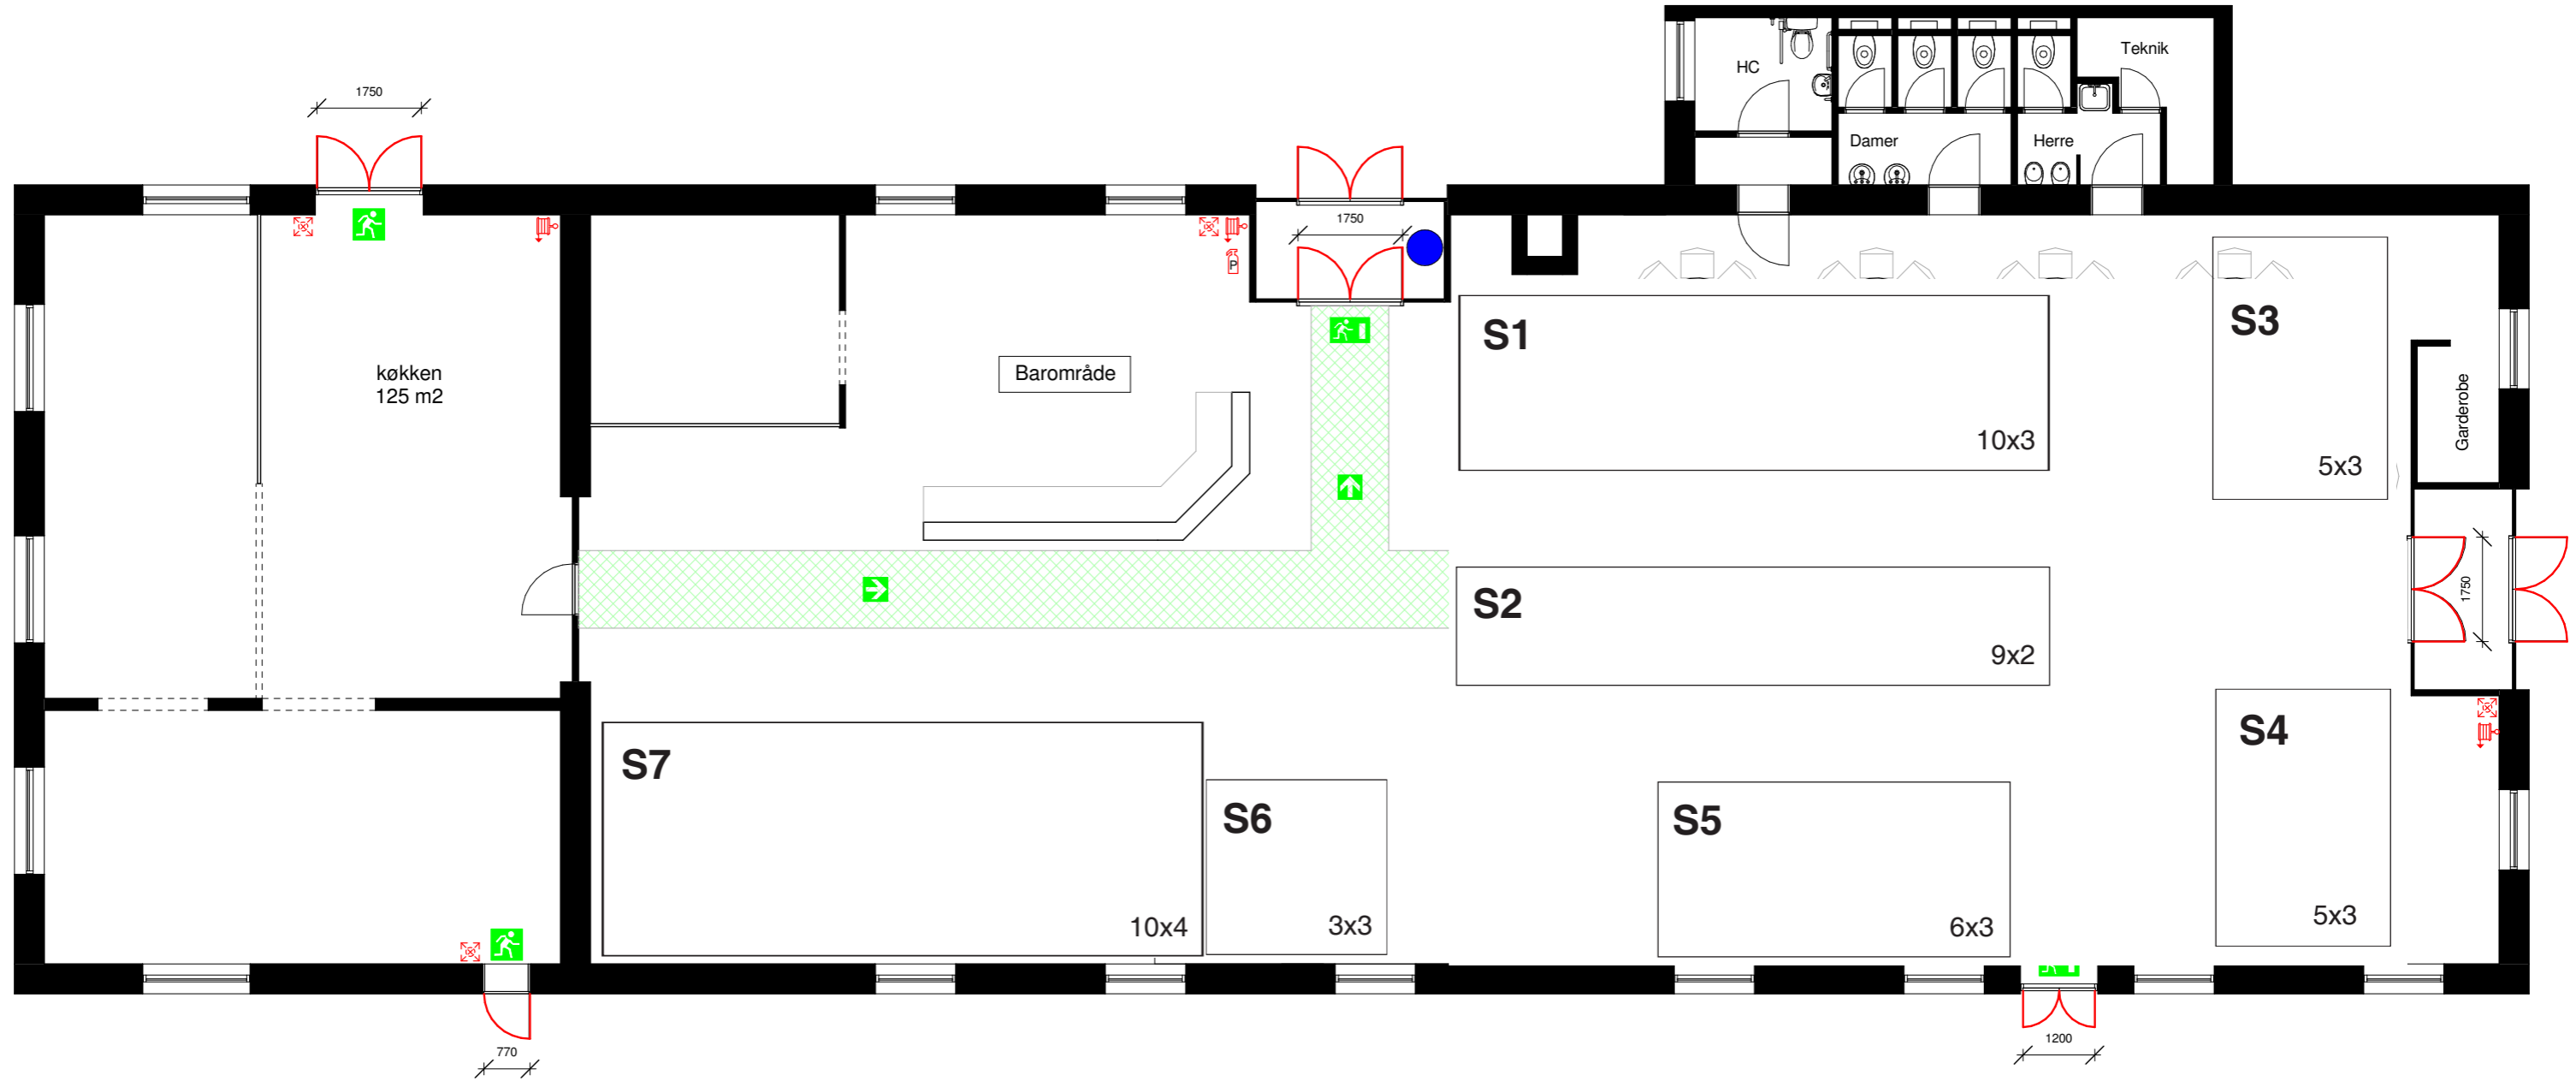 Teknik
HC
1750
Damer
Herre
1750
S1
S3
køkken
125 m2
Barområde
Garderobe
10x3
5x3
P
1750
S2
9x2
S7
S4
S6
S5
10x4
3x3
6x3
5x3
770
1200